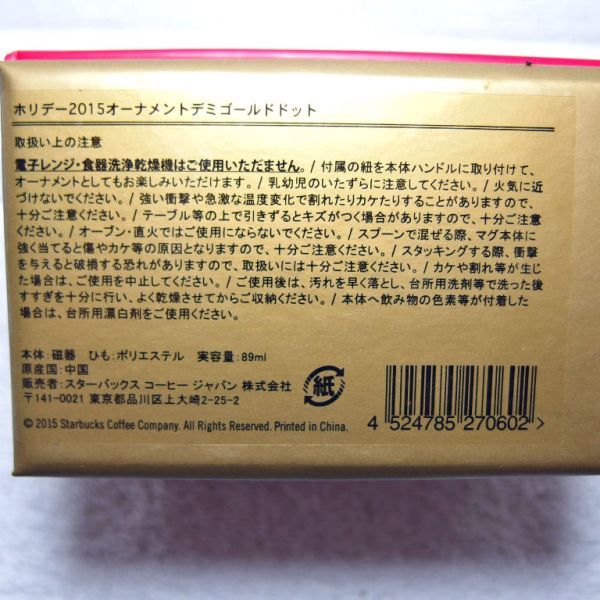 ホリデー2015オーナメントデミゴールドドット
取扱い上の注意
電子レンジ・食器洗浄乾燥機はご使用いただけません。/ 付属の紐を本体ハンドルに取り付けて、
オーナメントとしてもお楽しみいただけます。/ 乳幼児のいたずらに注意してください。/ 火気に近
づけないでください。/ 強い衝撃や急激な温度変化で割れたりカケたりすることがありますので、
十分ご注意ください。/ テーブル等の上で引きずるとキズがつく場合がありますので、十分ご注意
ください。/ オーブン・直火ではご使用にならないでください。/ スプーンで混ぜる際、マグ本体に
強く当てると傷やカケ等の原因となりますので、十分ご注意ください。/ スタッキングする際、衝撃
を与えると破損する恐れがありますので、取扱いには十分ご注意ください。/ カケや割れ等が生じ
た場合は、ご使用を中止してください。/ ご使用後は、汚れを早く落とし、台所用洗剤等で洗った後
すすぎを十分に行い、よく乾燥させてからご収納ください。/ 本体へ飲み物の色素等が付着した
場合は、台所用漂白剤をご使用ください。
本体:磁器 ひも:ポリエステル 実容量:89ml
原産国:中国
販売者:スターバックス コーヒー ジャパン 株式会社
〒141-0021 東京都品川区上大崎2-25-2
© 2015 Starbucks Coffee Company. All Rights Reserved. Printed in China.
紙
4 524785 270602 >